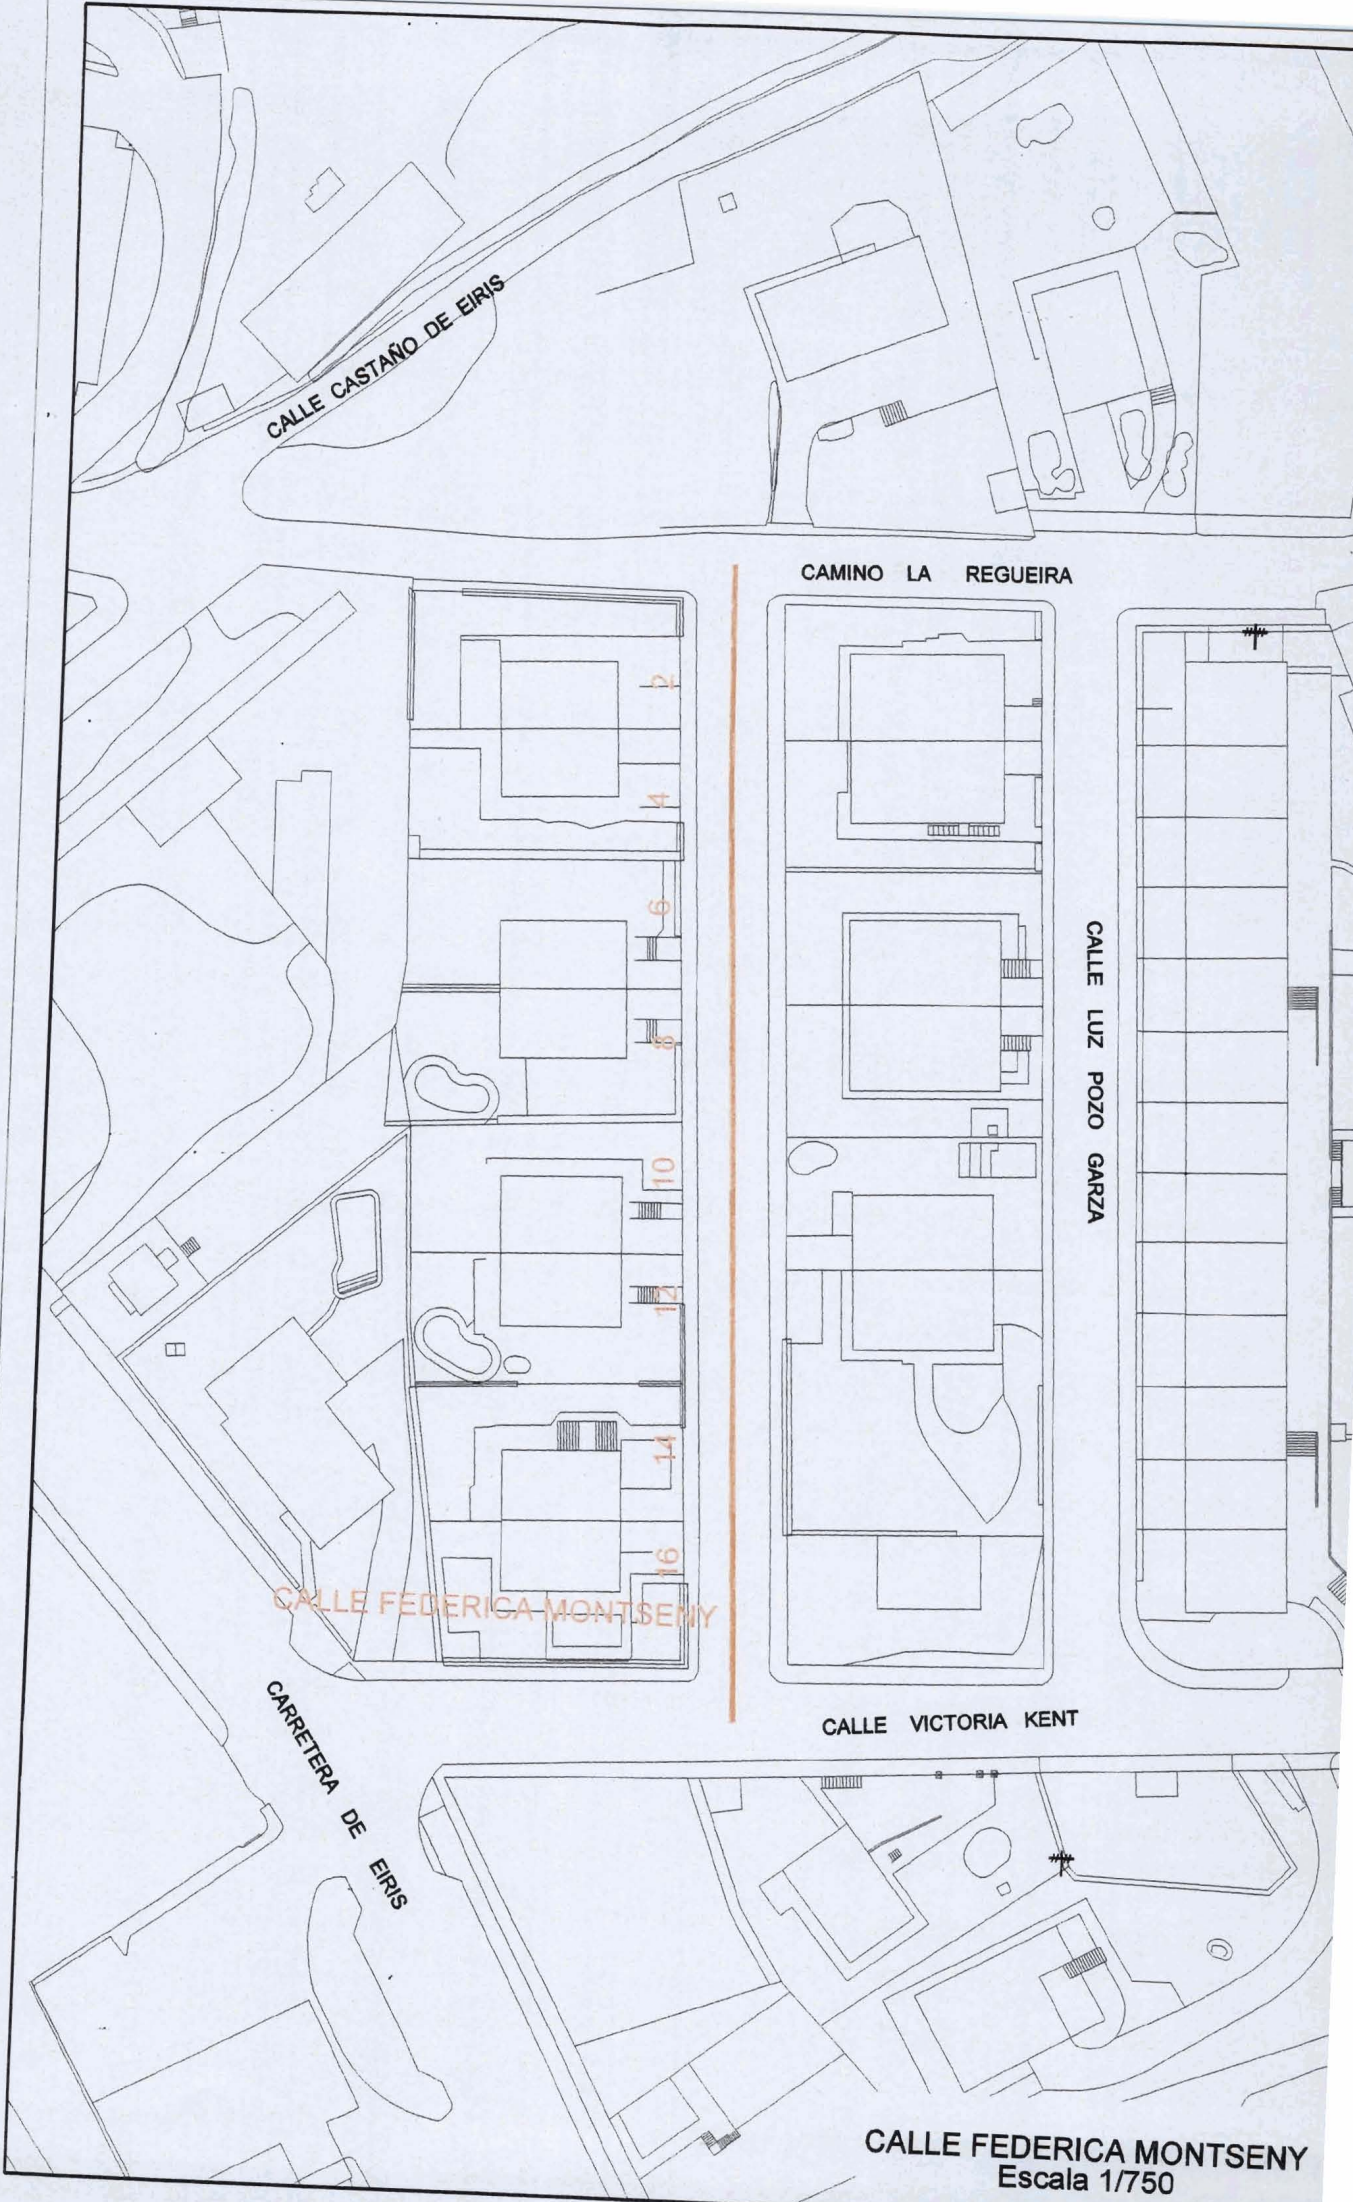 CALLE CASTAÑO DE EIRIS
CAMINO LA REGUEIRA
2
4
6
8
10
12
14
16
CALLE LUZ POZO GARZA
CALLE FEDERICA MONTSENY
CARRETERA DE EIRIS
CALLE VICTORIA KENT
CALLE FEDERICA MONTSENY
Escala 1/750